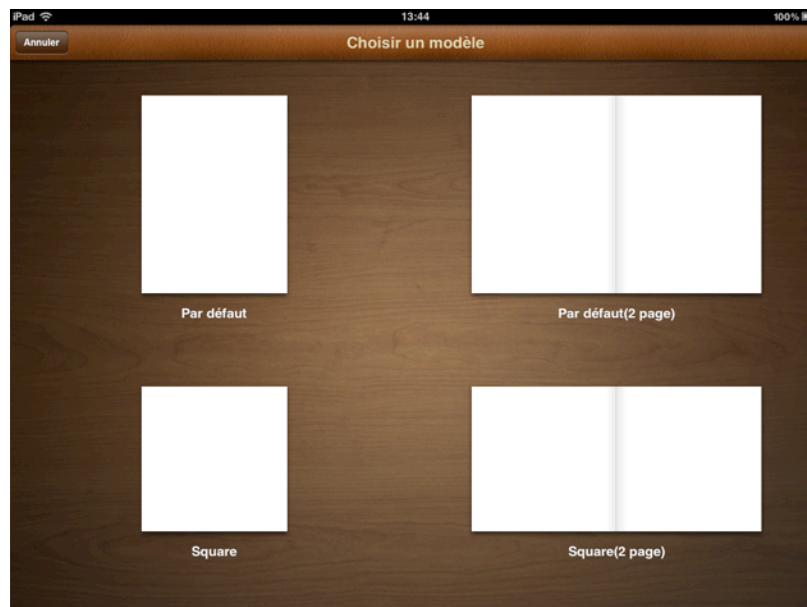 iPad 13:44 100%
Annuler Choisir un modèle
Par défaut Par défaut(2 page)
Square Square(2 page)